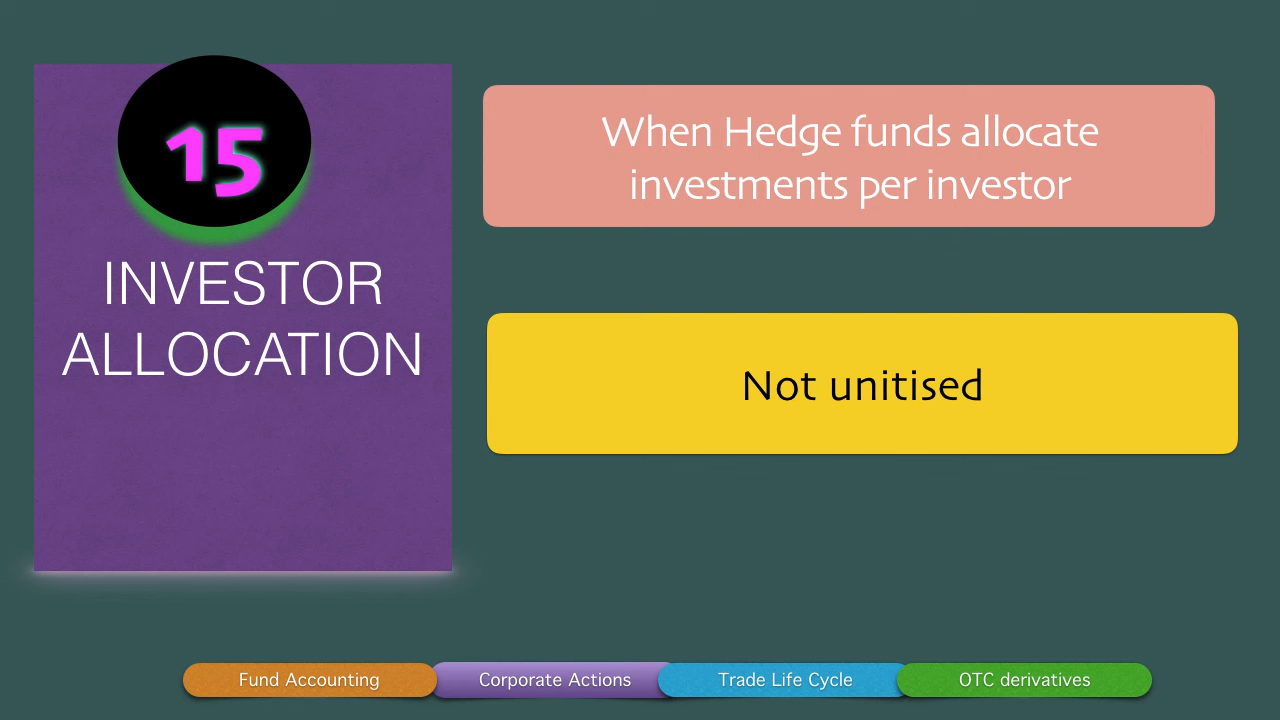 15
INVESTOR
ALLOCATION
When Hedge funds allocate
investments per investor
Not unitised
Fund Accounting
Corporate Actions
Trade Life Cycle
OTC derivatives